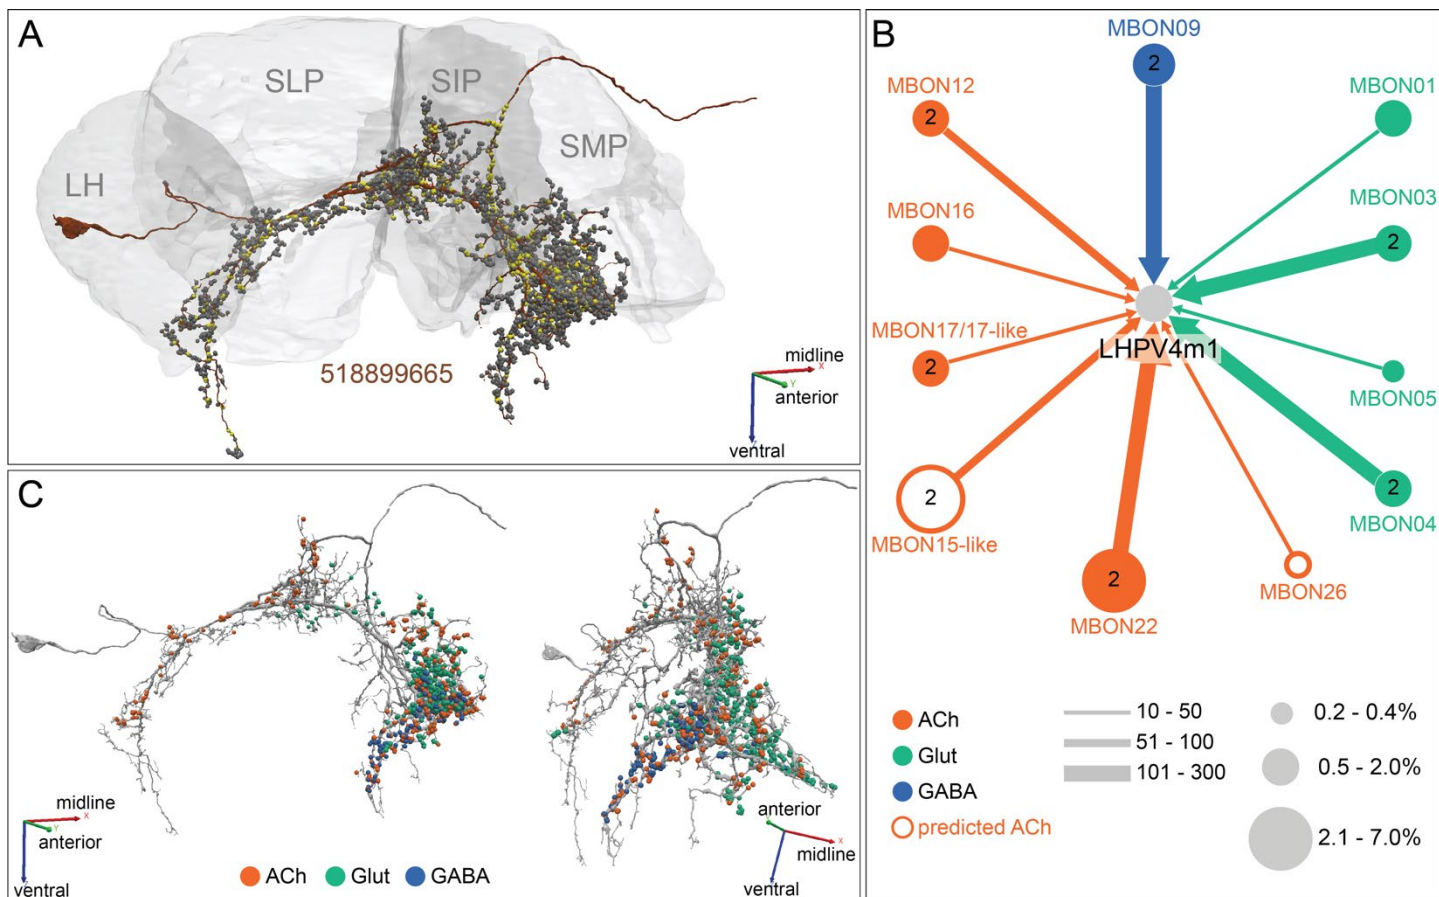 A
SLP
SIP
SMP
LH
518899665
midline
X
Y
anterior
ventral
B
MBON09
2
MBON12
2
MBON01
MBON16
MBON03
2
MBON17/17-like
2
LHPV4m1
MBON05
2
MBON15-like
2
MBON04
2
MBON22
MBON26
ACh
Glut
GABA
predicted ACh
10 - 50
51 - 100
101 - 300
0.2 - 0.4%
0.5 - 2.0%
2.1 - 7.0%
C
midline
X
Y
anterior
ventral
ACh
Glut
GABA
anterior
Y
X
midline
ventral